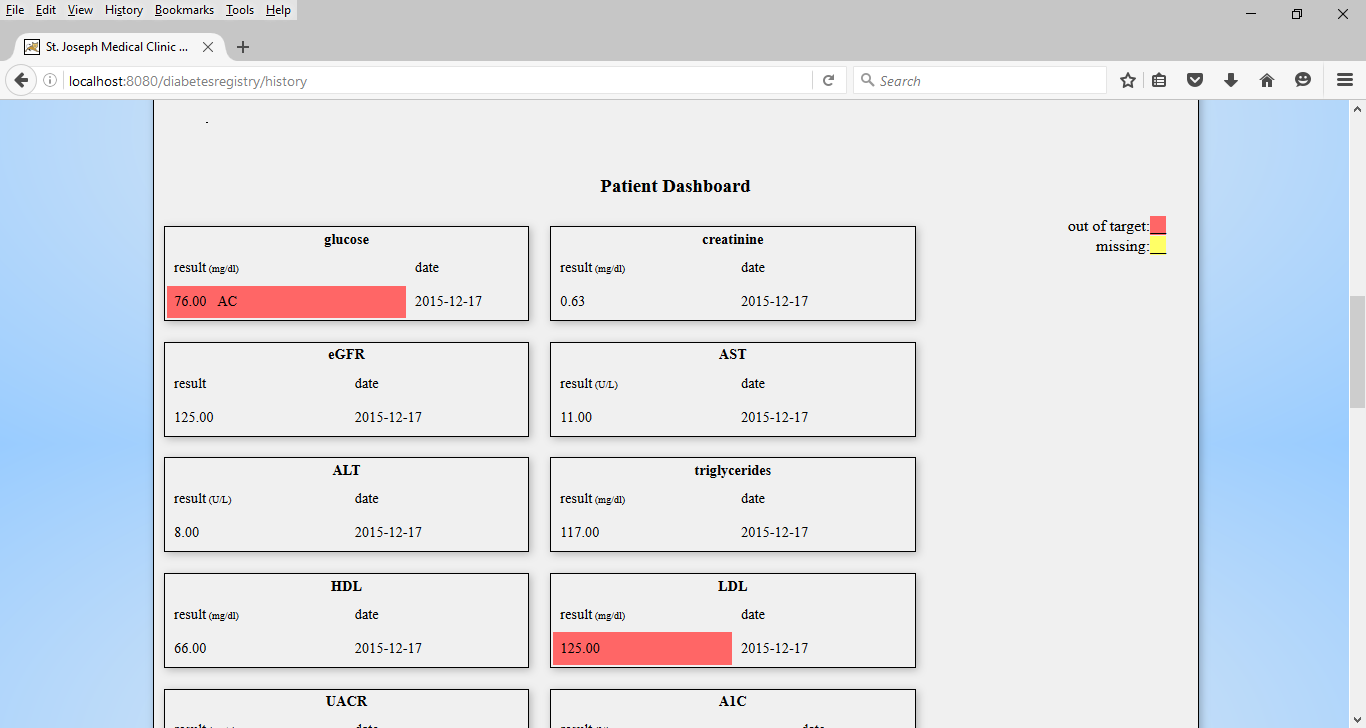 File Edit View History Bookmarks Tools Help
St. Joseph Medical Clinic ...
localhost:8080/diabetesregistry/history
Search
.
Patient Dashboard
out of target:
missing:
glucose
result (mg/dl) date
76.00 AC 2015-12-17
creatinine
result (mg/dl) date
0.63 2015-12-17
eGFR
result date
125.00 2015-12-17
AST
result (U/L) date
11.00 2015-12-17
ALT
result (U/L) date
8.00 2015-12-17
triglycerides
result (mg/dl) date
117.00 2015-12-17
HDL
result (mg/dl) date
66.00 2015-12-17
LDL
result (mg/dl) date
125.00 2015-12-17
UACR
result date
A1C
result date